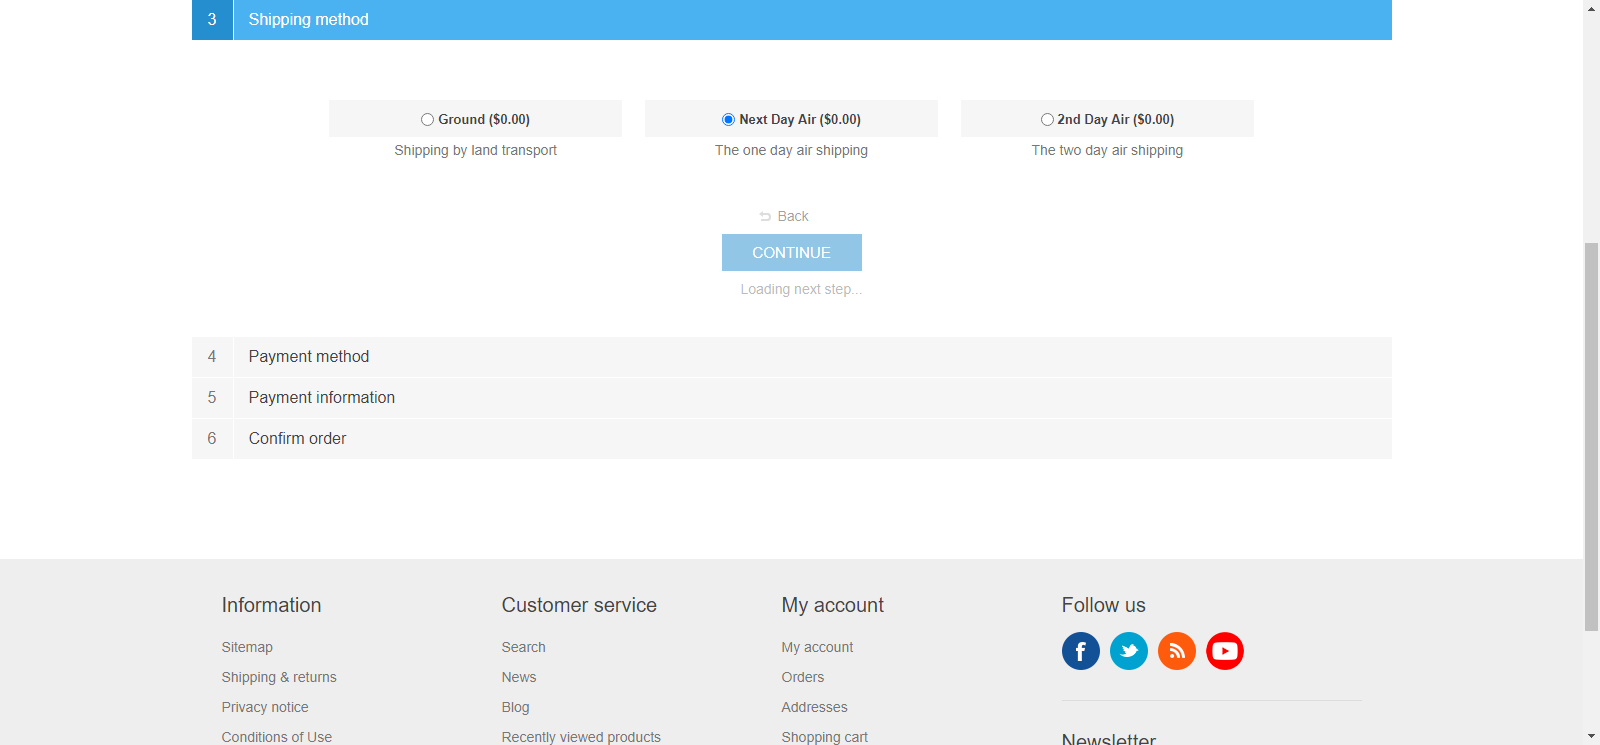 3 Shipping method
Ground ($0.00) Next Day Air ($0.00) 2nd Day Air ($0.00)
Shipping by land transport The one day air shipping The two day air shipping
Back
CONTINUE
Loading next step...
4 Payment method
5 Payment information
6 Confirm order
Information
Sitemap
Shipping & returns
Privacy notice
Conditions of Use
Customer service
Search
News
Blog
Recently viewed products
My account
My account
Orders
Addresses
Shopping cart
Follow us
Newsletter